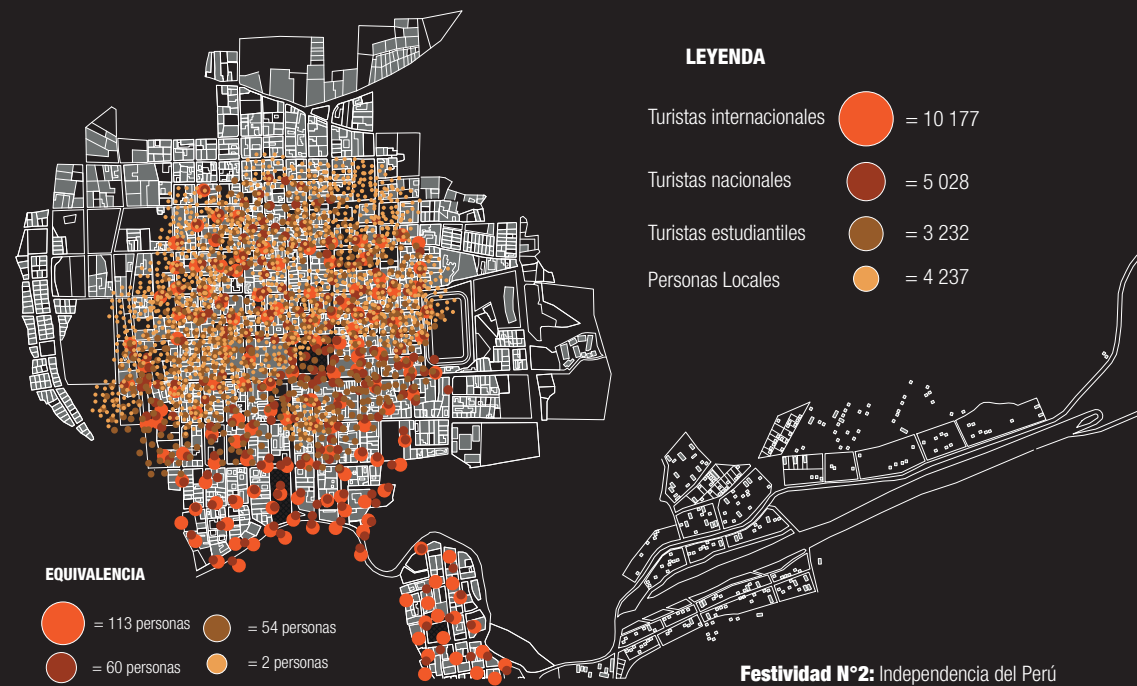 LEYENDA
Turistas internacionales = 10 177
Turistas nacionales = 5 028
Turistas estudiantiles = 3 232
Personas Locales = 4 237
EQUIVALENCIA
= 113 personas = 54 personas
= 60 personas = 2 personas
Festividad N°2: Independencia del Perú